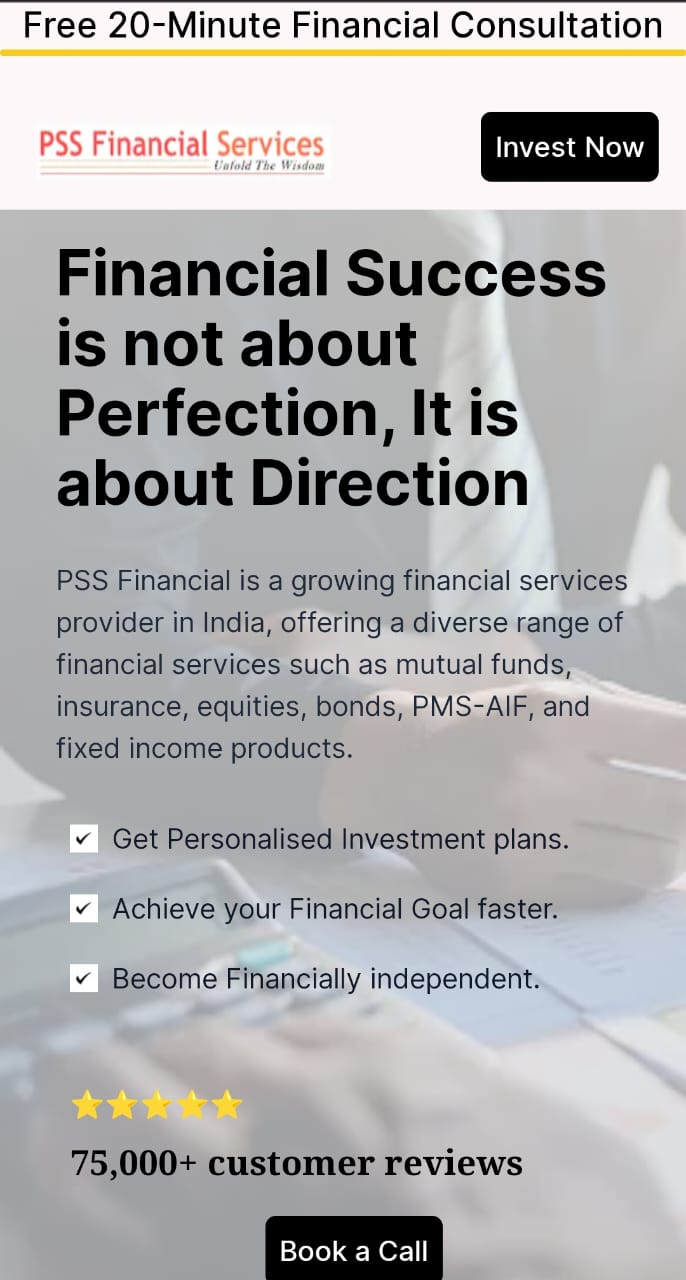 Free 20-Minute Financial Consultation
PSS Financial Services
Unfold The Wisdom
Invest Now
Financial Success
is not about
Perfection, It is
about Direction
PSS Financial is a growing financial services
provider in India, offering a diverse range of
financial services such as mutual funds,
insurance, equities, bonds, PMS-AIF, and
fixed income products.
Get Personalised Investment plans.
Achieve your Financial Goal faster.
Become Financially independent.
75,000+ customer reviews
Book a Call